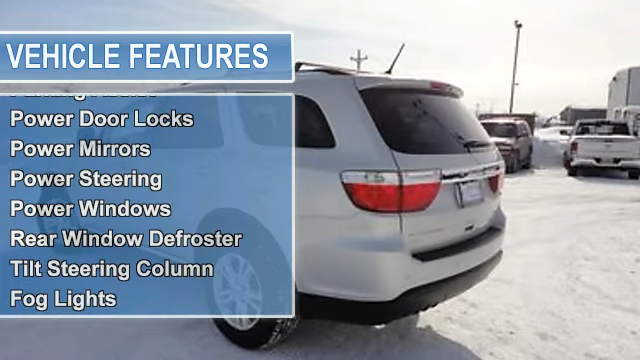 VEHICLE FEATURES
Power Door Locks
Power Mirrors
Power Steering
Power Windows
Rear Window Defroster
Tilt Steering Column
Fog Lights